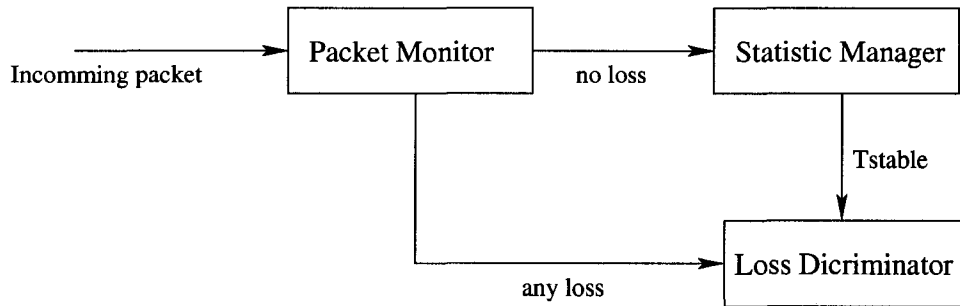 Packet Monitor
Statistic Manager
Incomming packet
no loss
Tstable
Loss Dicriminator
any loss